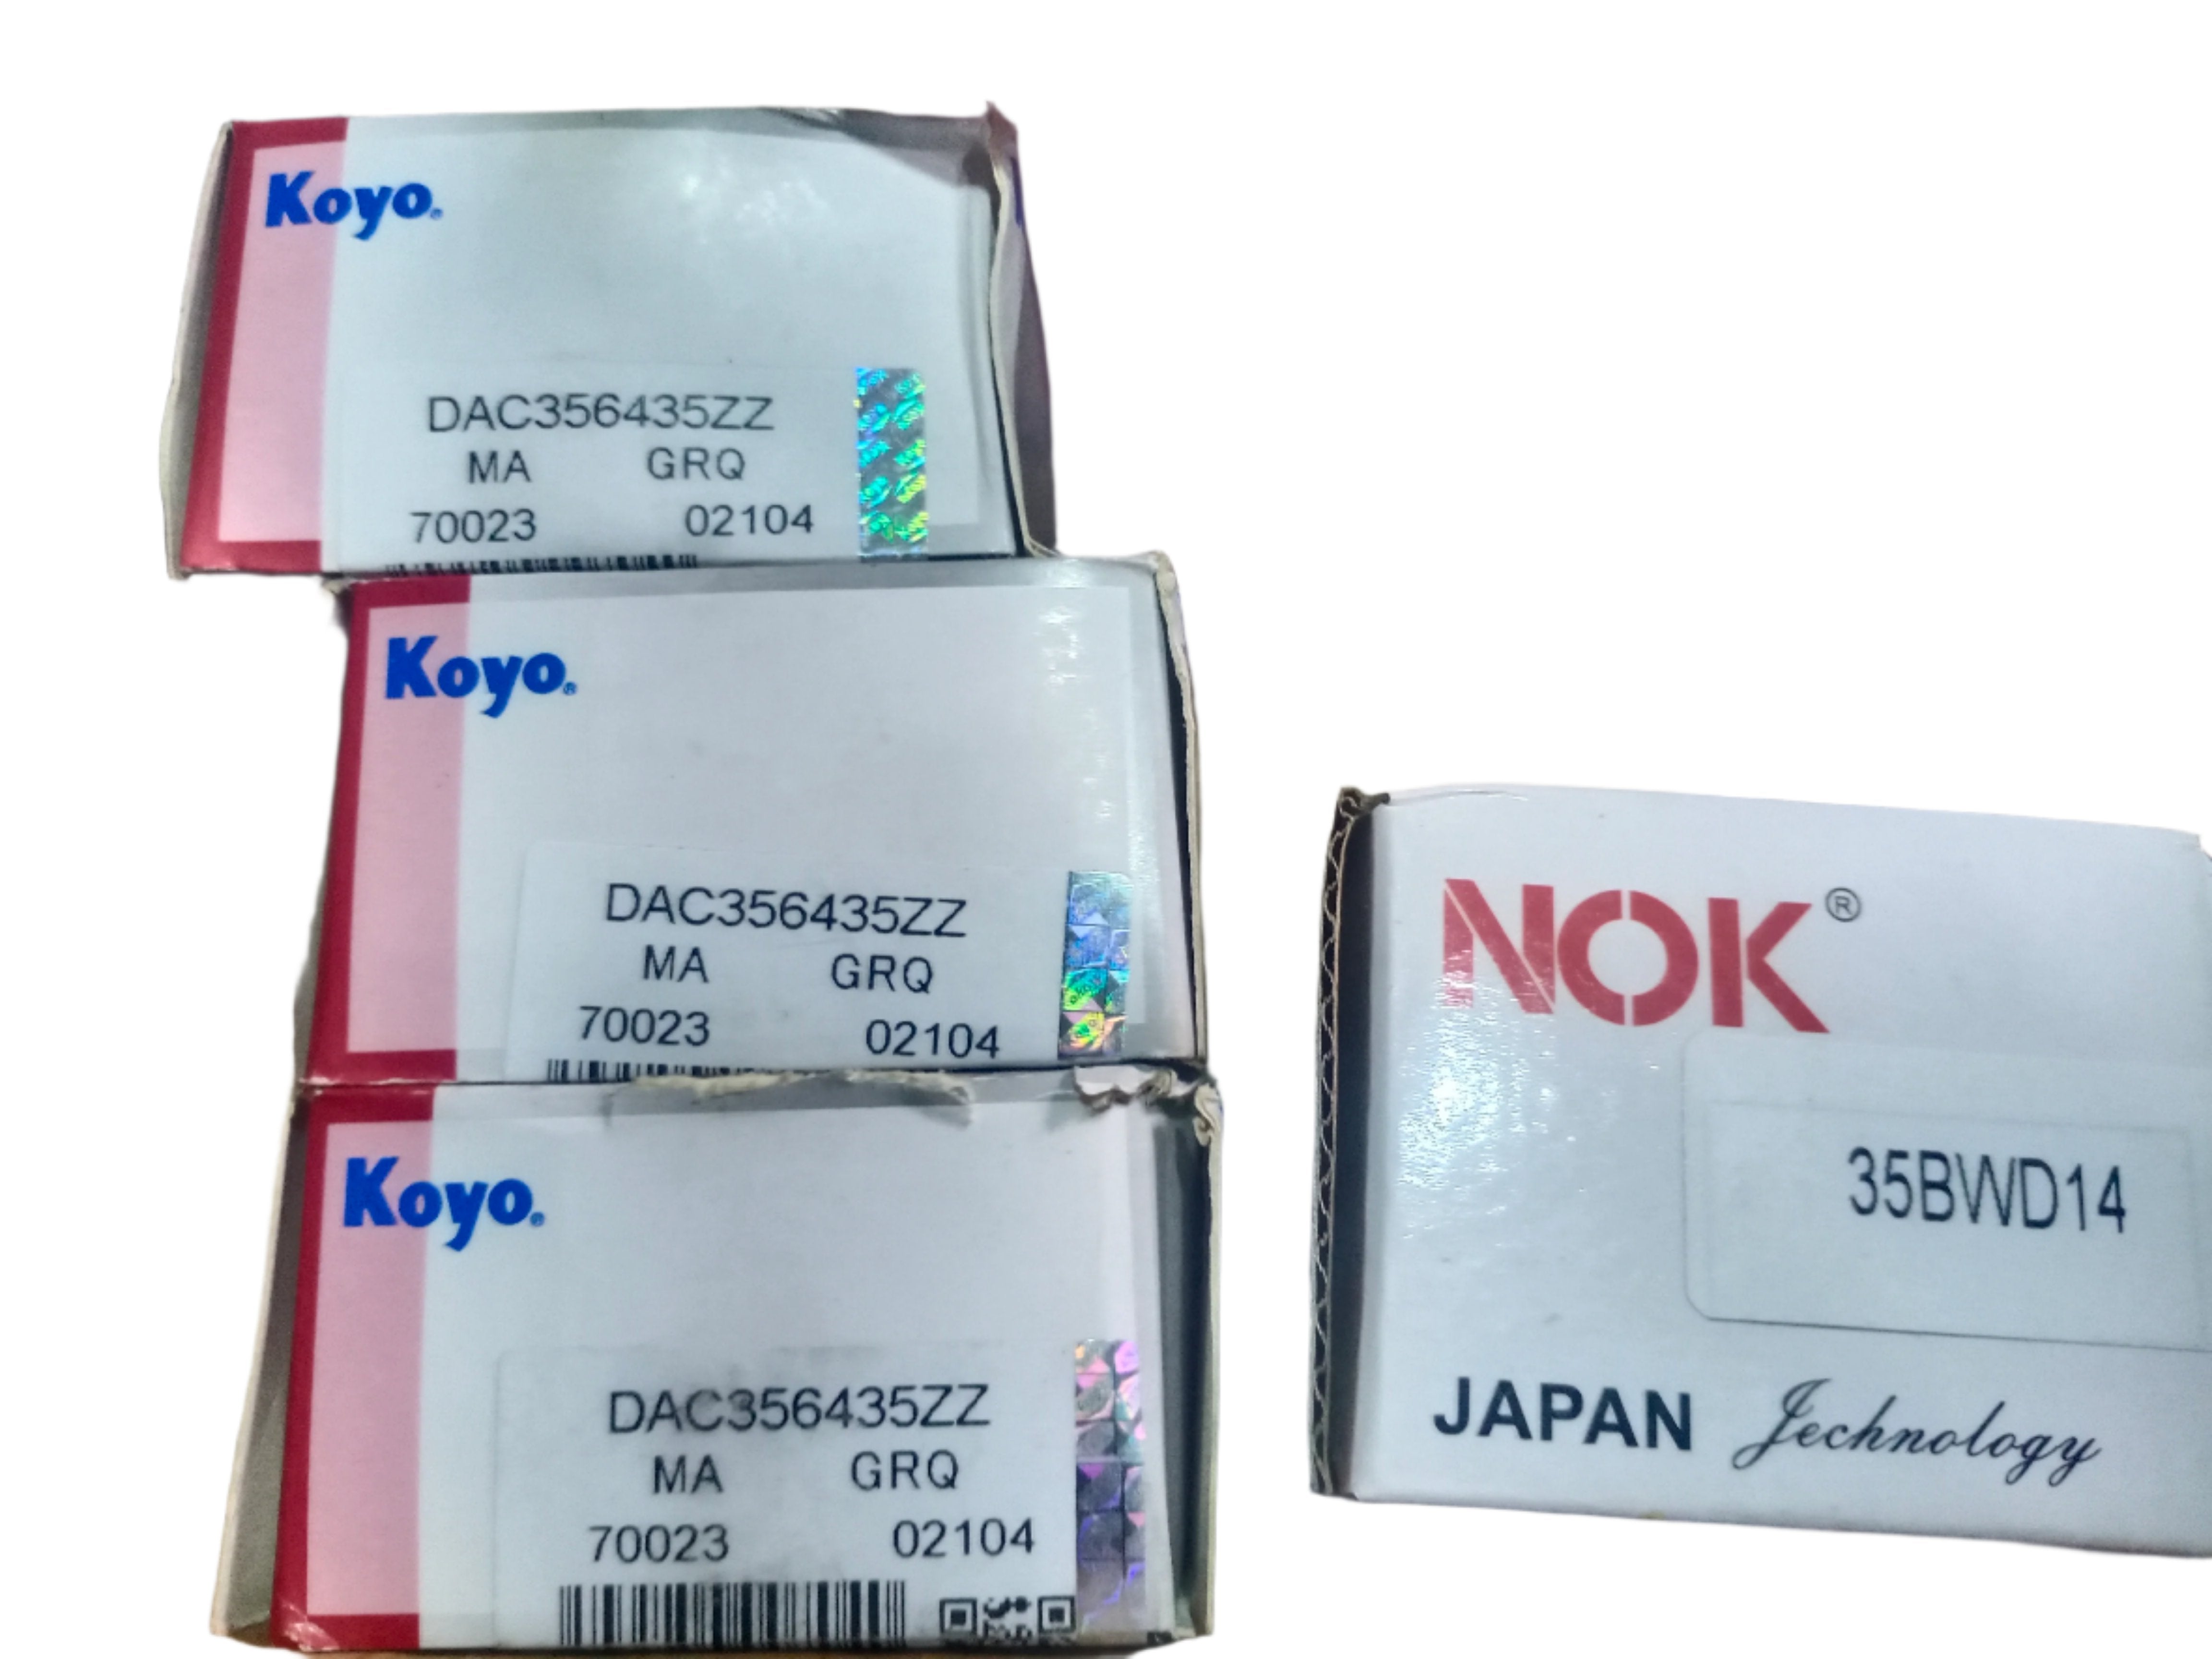 Koyo®
DAC356435ZZ
MA GRQ
70023 02104
Koyo®
DAC356435ZZ
MA GRQ
70023 02104
Koyo®
DAC356435ZZ
MA GRQ
70023 02104
NOK®
35BWD14
JAPAN Technology